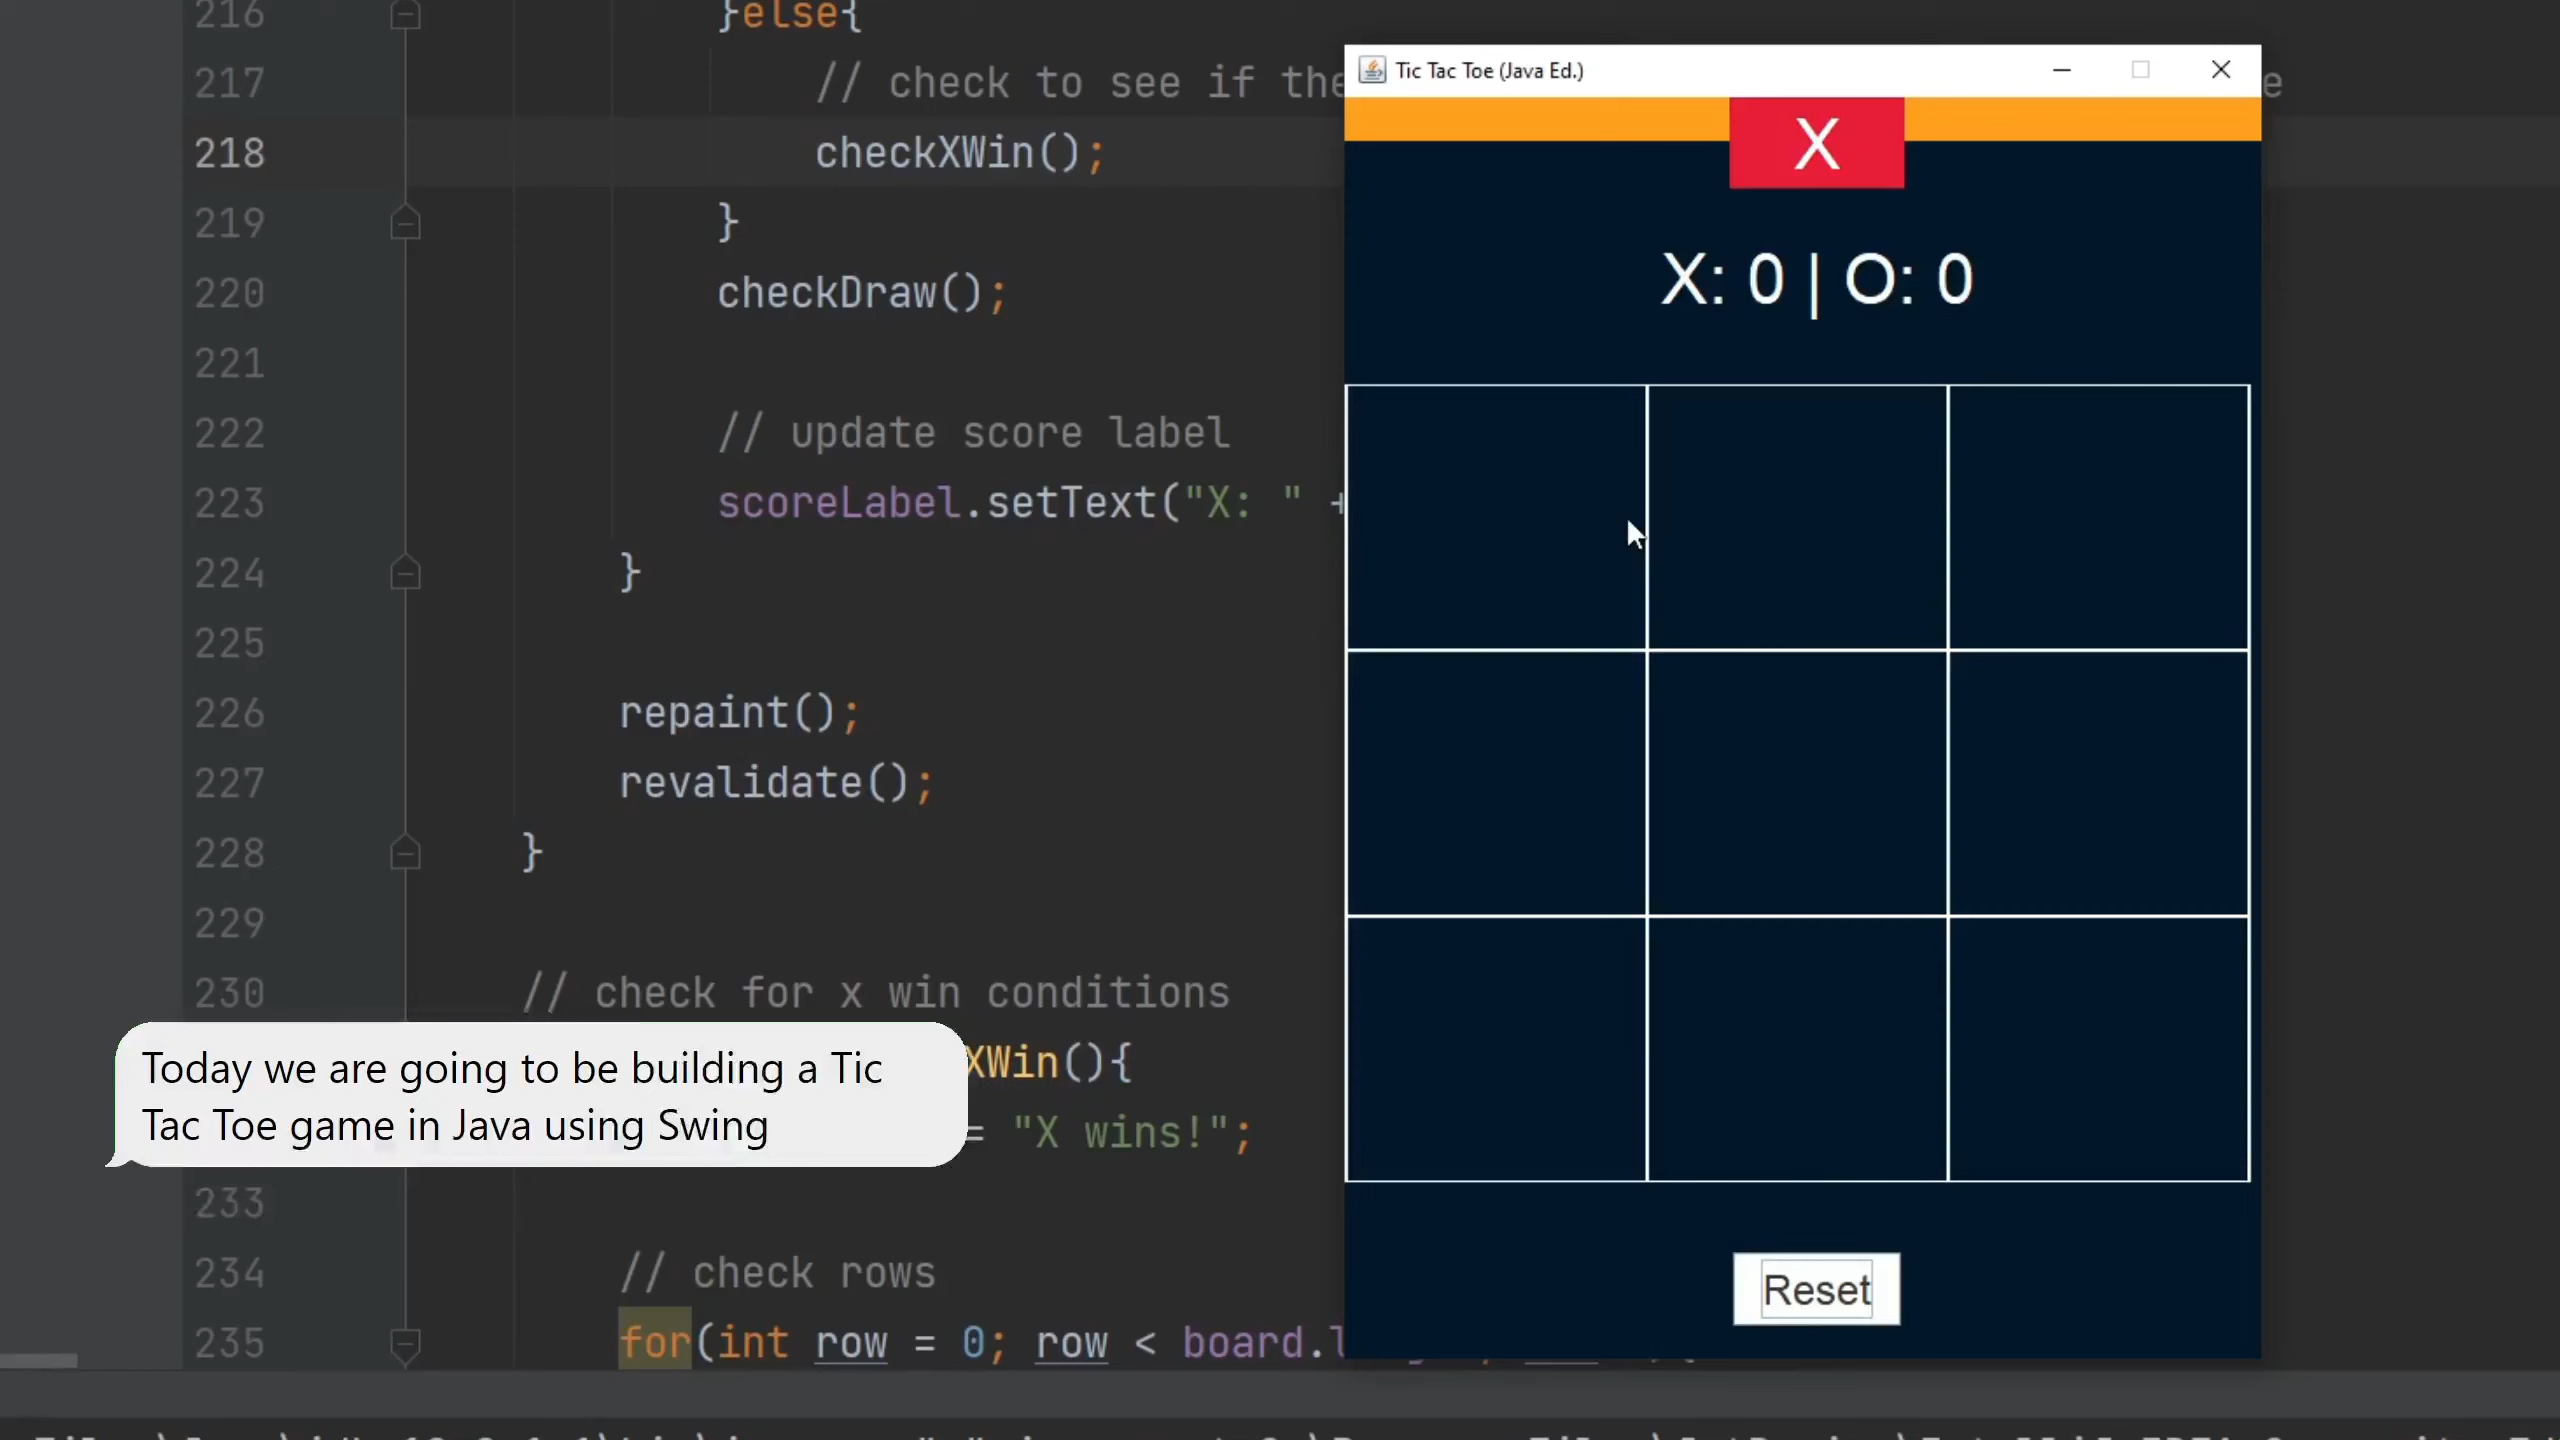 216 }else{
217 // check to see if the
218 checkXWin();
219 }
220 checkDraw();
221
222 // update score label
223 scoreLabel.setText("X: " +
224 }
225
226 repaint();
227 revalidate();
228 }
229
230 // check for x win conditions
XWin(){
= "X wins!";
233
234 // check rows
235 for(int row = 0; row < board.
Today we are going to be building a Tic
Tac Toe game in Java using Swing
Tic Tac Toe (Java Ed.)
X
X: 0 | O: 0
Reset